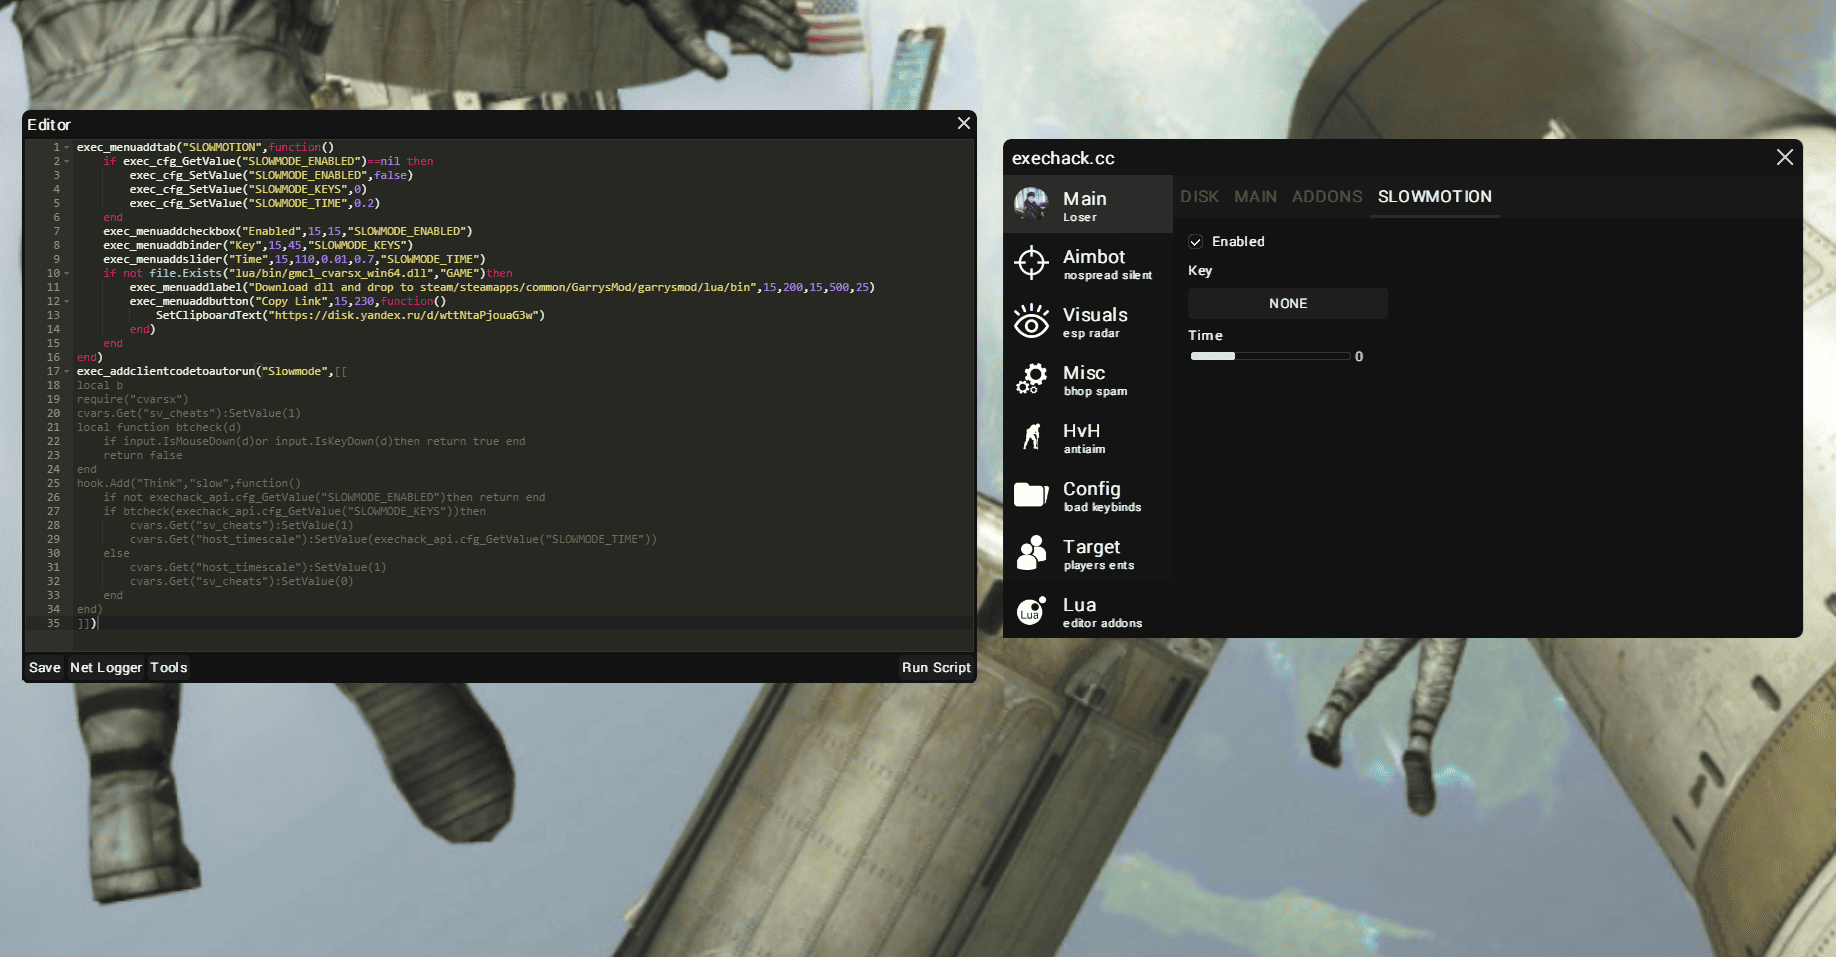 Editor
1 exec_menuaddtab("SLOWMOTION",function()
2 if exec_cfg_GetValue("SLOWMODE_ENABLED")==nil then
3 exec_cfg_SetValue("SLOWMODE_ENABLED",false)
4 exec_cfg_SetValue("SLOWMODE_KEYS",0)
5 exec_cfg_SetValue("SLOWMODE_TIME",0.2)
6 end
7 exec_menuaddcheckbox("Enabled",15,15,"SLOWMODE_ENABLED")
8 exec_menuaddbinder("Key",15,45,"SLOWMODE_KEYS")
9 exec_menuaddslider("Time",15,110,0.01,0.7,"SLOWMODE_TIME")
10 if not file.Exists("lua/bin/gmcl_cvarsx_win64.dll","GAME")then
11 exec_menuaddlabel("Download dll and drop to steam/steamapps/common/GarrysMod/garrysmod/lua/bin",15,200,15,500,25)
12 exec_menuaddbutton("Copy Link",15,230,function()
13 SetClipboardText("https://disk.yandex.ru/d/wttNtaPjouaG3w")
14 end)
15 end
16 end)
17 exec_addclientcodetoautorun("Slowmode",[[
18 local b
19 require("cvarsx")
20 cvars.Get("sv_cheats"):SetValue(1)
21 local function btcheck(d)
22 if input.IsMouseDown(d)or input.IsKeyDown(d)then return true end
23 return false
24 end
25 hook.Add("Think","slow",function()
26 if not exechack_api.cfg_GetValue("SLOWMODE_ENABLED")then return end
27 if btcheck(exechack_api.cfg_GetValue("SLOWMODE_KEYS"))then
28 cvars.Get("sv_cheats"):SetValue(1)
29 cvars.Get("host_timescale"):SetValue(exechack_api.cfg_GetValue("SLOWMODE_TIME"))
30 else
31 cvars.Get("host_timescale"):SetValue(1)
32 cvars.Get("sv_cheats"):SetValue(0)
33 end
34 end)
35 ]])
Save Net Logger Tools Run Script
exechack.cc
Main
Loser
Aimbot
nospread silent
Visuals
esp radar
Misc
bhop spam
HvH
antiaim
Config
load keybinds
Target
players ents
Lua
Lua
editor addons
DISK MAIN ADDONS SLOWMOTION
Enabled
Key
NONE
Time
0